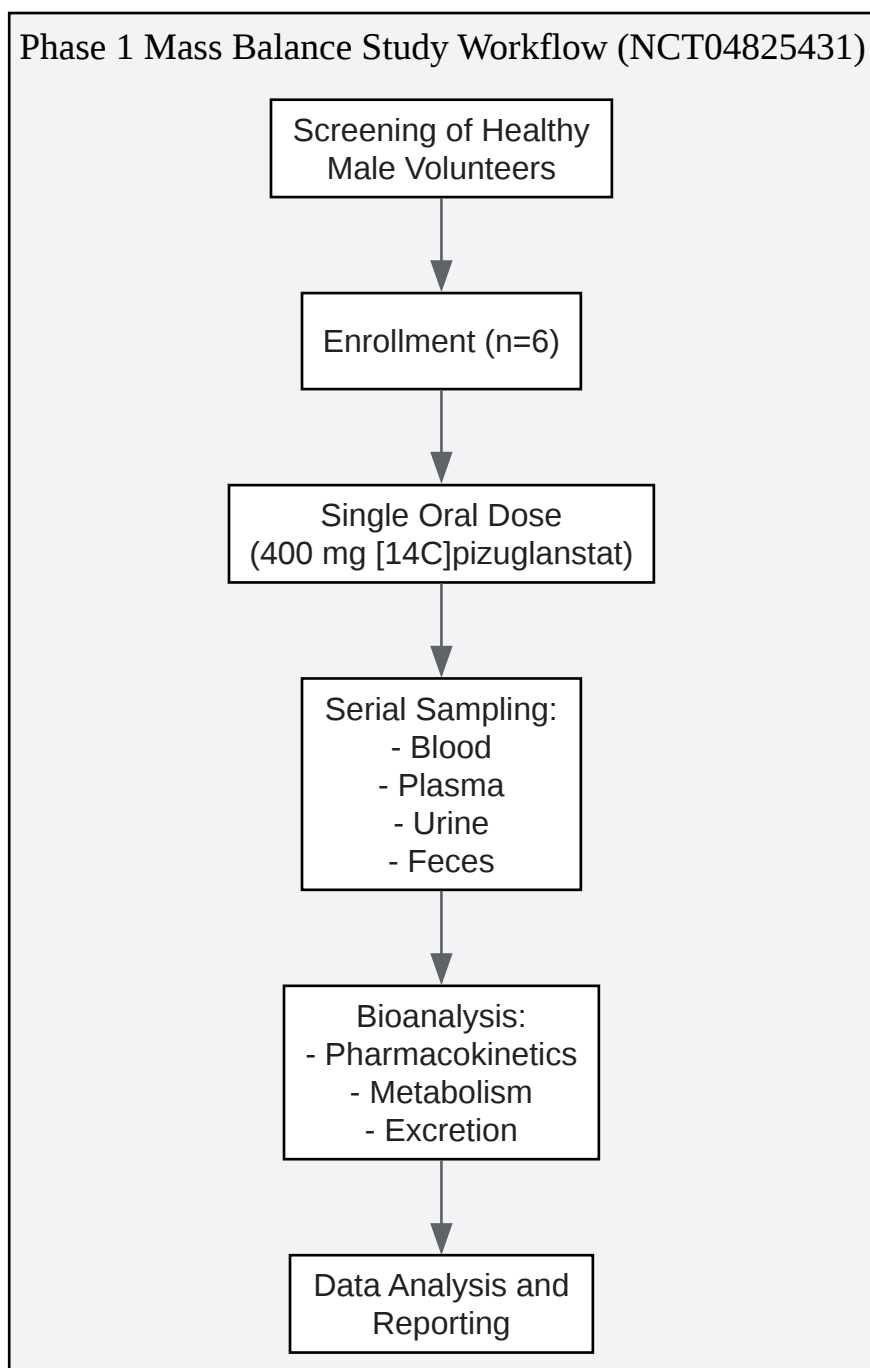 Phase 1 Mass Balance Study Workflow (NCT04825431)
Screening of Healthy
Male Volunteers
Enrollment (n=6)
Single Oral Dose
(400 mg [14C]pizuglanstat)
Serial Sampling:
- Blood
- Plasma
- Urine
- Feces
Bioanalysis:
- Pharmacokinetics
- Metabolism
- Excretion
Data Analysis and
Reporting